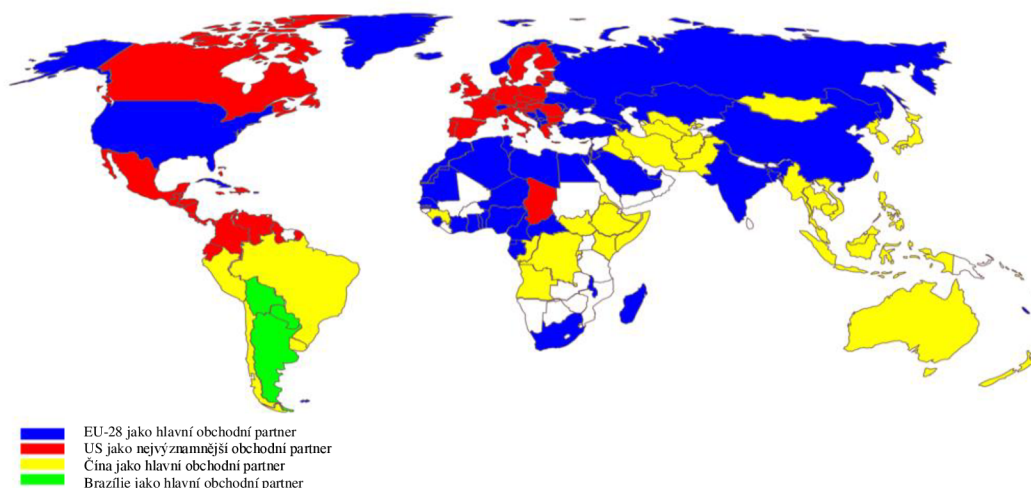 EU-28 jako hlavní obchodní partner
US jako nejvýznamnější obchodní partner
Čína jako hlavní obchodní partner
Brazílie jako hlavní obchodní partner